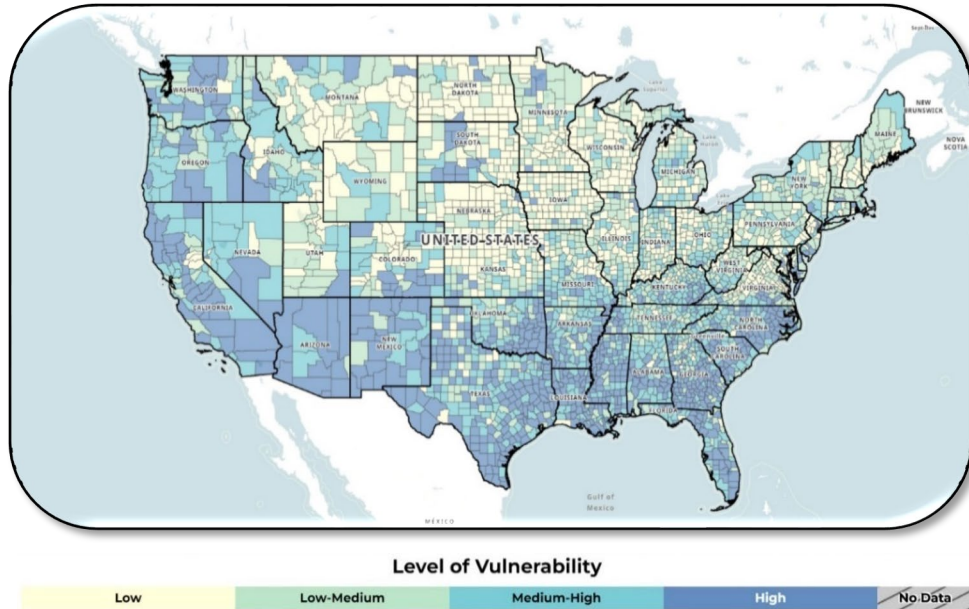 WASHINGTON
MONTANA
NORTH
DAKOTA
MINNESOTA
Lake
Superior
NEW
BRUNSWICK
NOVA
SCOTIA
MAINE
OREGON
IDAHO
SOUTH
DAKOTA
WISCONSIN
MICHIGAN
NEW
YORK
WYOMING
IOWA
NEBRASKA
PENNSYLVANIA
NEVADA
UTAH
COLORADO
UNITED STATES
ILLINOIS
INDIANA
OHIO
KANSAS
MISSOURI
WEST
VIRGINIA
VIRGINIA
KENTUCKY
CALIFORNIA
ARIZONA
NEW
MEXICO
OKLAHOMA
ARKANSAS
TENNESSEE
NORTH
CAROLINA
SOUTH
CAROLINA
TEXAS
LOUISIANA
ALABAMA
GEORGIA
FLORIDA
Gulf of
Mexico
MÉXICO
Level of Vulnerability
Low
Low-Medium
Medium-High
High
No Data